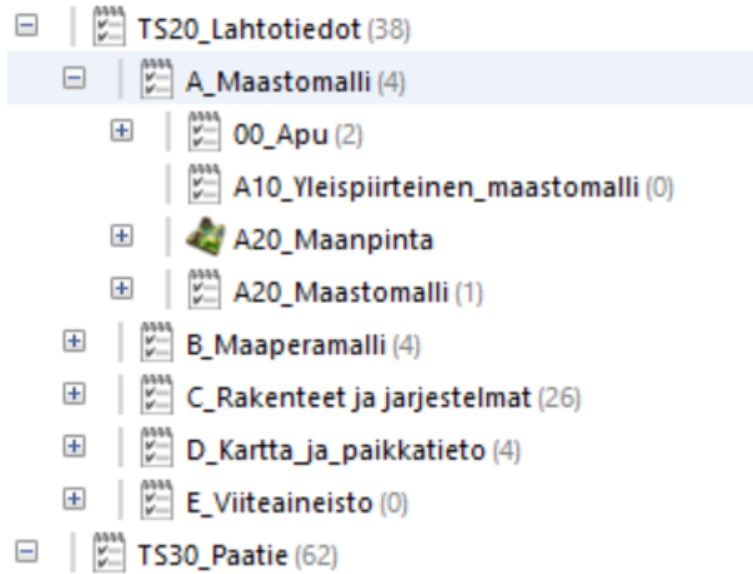 TS20_Lahtotiedot (38)
A_Maastomalli (4)
00_Apu (2)
A10_Yleispiirteinen_maastomalli (0)
A20_Maanpinta
A20_Maastomalli (1)
B_Maaperamalli (4)
C_Rakenteet ja jarjestelmat (26)
D_Kartta_ja_paikkatieto (4)
E_Viiteaineisto (0)
TS30_Paatie (62)